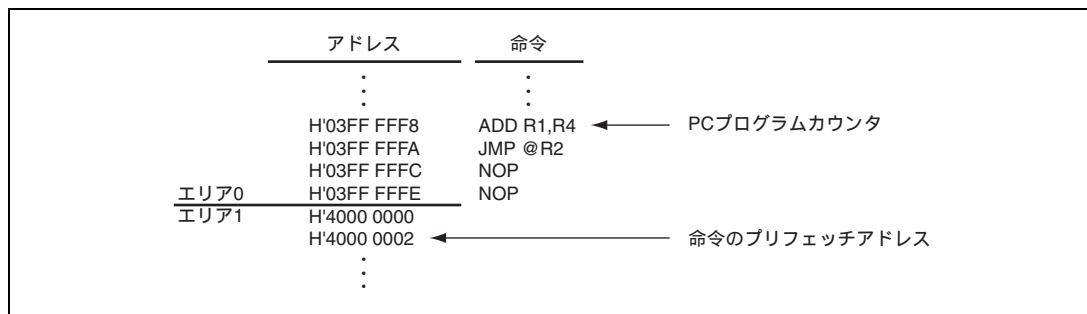 アドレス 命令
・ ・
・ ・
・ ・
H'03FF FFF8 ADD R1,R4 PCプログラムカウンタ
H'03FF FFFA JMP @R2
H'03FF FFFC NOP
エリア0 H'03FF FFFE NOP
エリア1 H'4000 0000
H'4000 0002 命令のプリフェッチアドレス
・
・
・